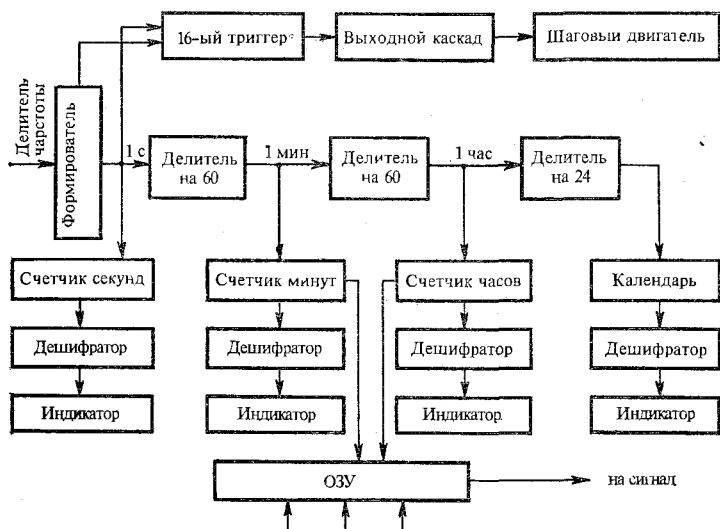 16-ый триггер
Выходной каскад
Шаговый двигатель
Делитель
чарстоты
Формирователь
1 с
Делитель
на 60
1 мин
Делитель
на 60
1 час
Делитель
на 24
Счетчик секунд
Счетчик минут
Счетчик часов
Календарь
Дешифратор
Дешифратор
Дешифратор
Дешифратор
Индикатор
Индикатор
Индикатор
Индикатор
ОЗУ
на сигнал